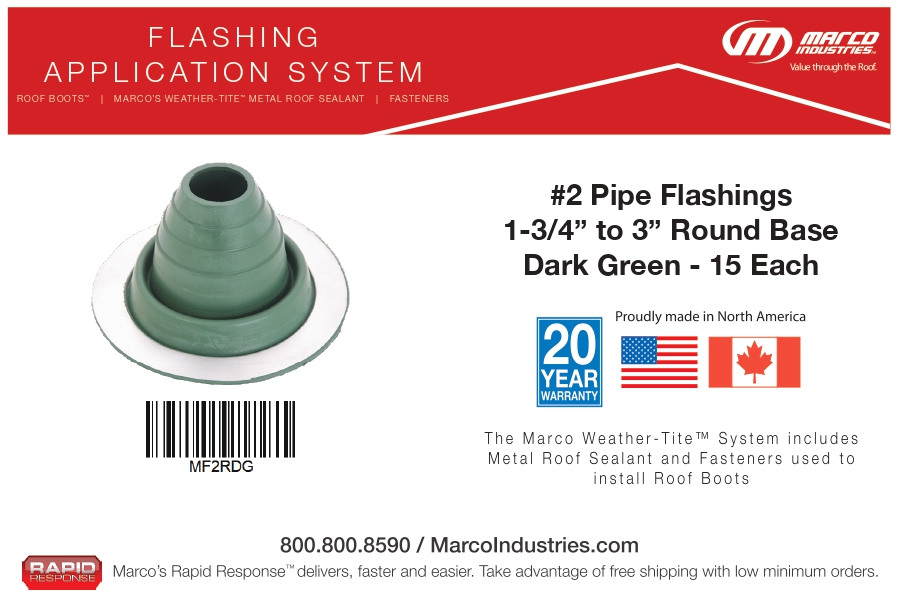 FLASHING
APPLICATION SYSTEM
ROOF BOOTS™ | MARCO'S WEATHER-TITE™ METAL ROOF SEALANT | FASTENERS
MARCO
INDUSTRIES™
Value through the Roof.
#2 Pipe Flashings
1-3/4” to 3” Round Base
Dark Green - 15 Each
Proudly made in North America
20
YEAR
WARRANTY
MF2RDG
The Marco Weather-Tite™ System includes
Metal Roof Sealant and Fasteners used to
install Roof Boots
800.800.8590 / MarcoIndustries.com
RAPID
RESPONSE
Marco's Rapid Response™ delivers, faster and easier. Take advantage of free shipping with low minimum orders.